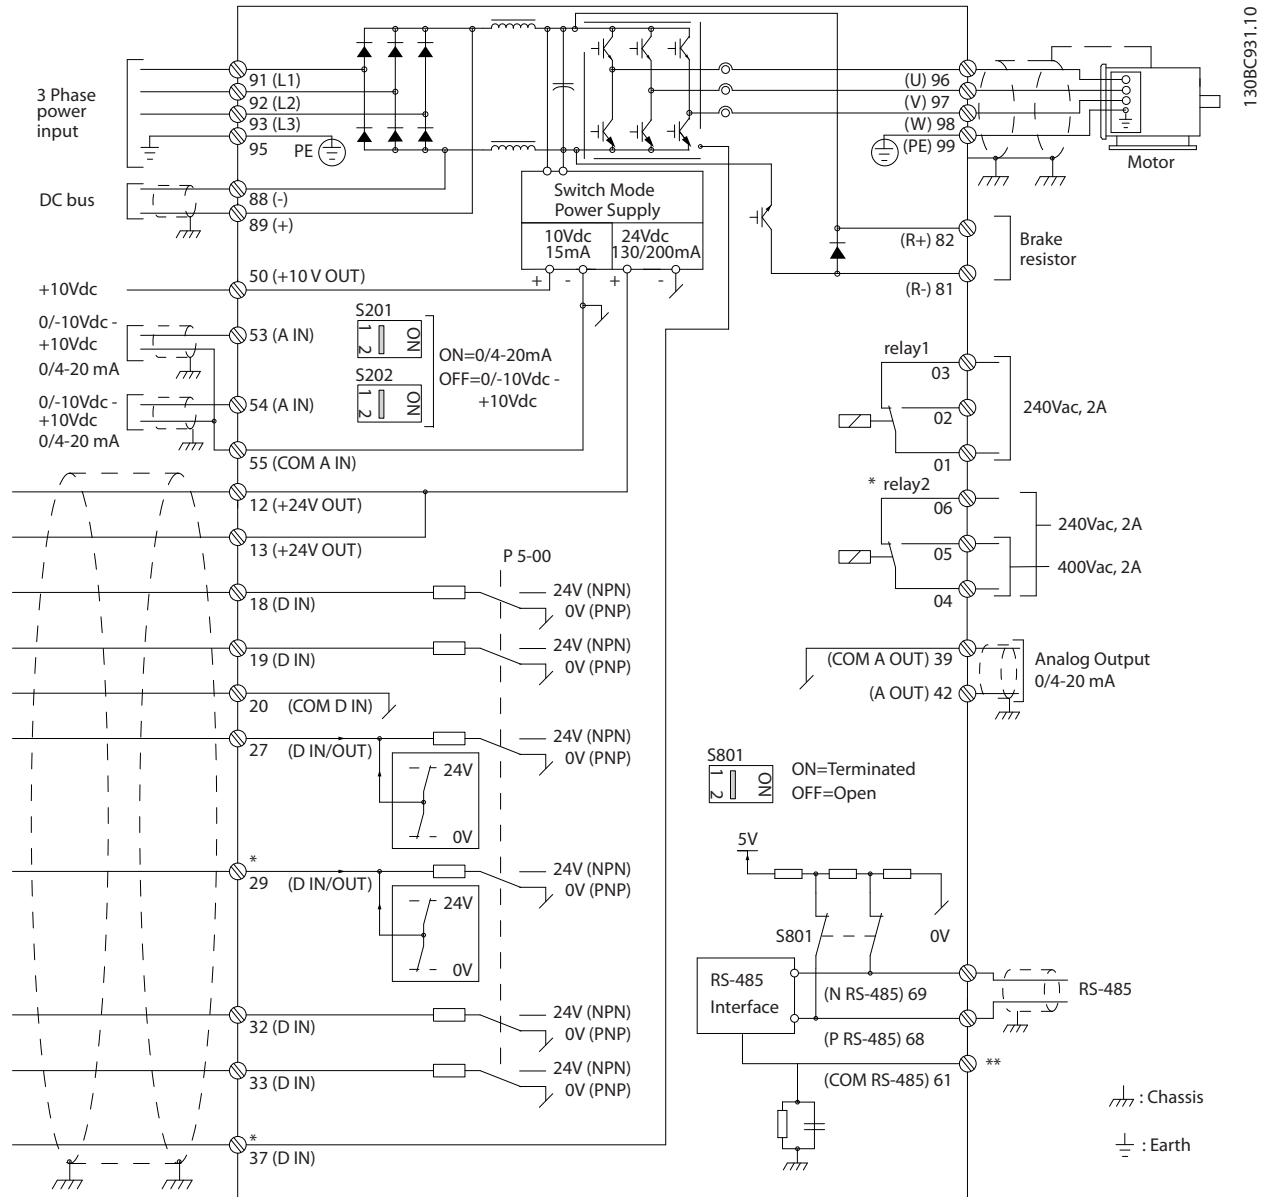 130BC931.10
3 Phase
power
input
91 (L1)
92 (L2)
93 (L3)
95
PE
DC bus
88 (-)
89 (+)
+10Vdc
50 (+10 V OUT)
0/-10Vdc -
+10Vdc
0/4-20 mA
53 (A IN)
0/-10Vdc -
+10Vdc
0/4-20 mA
54 (A IN)
55 (COM A IN)
12 (+24V OUT)
13 (+24V OUT)
18 (D IN)
19 (D IN)
20 (COM D IN)
27 (D IN/OUT)
*
29 (D IN/OUT)
32 (D IN)
33 (D IN)
*
37 (D IN)
Switch Mode
Power Supply
10Vdc
15mA
24Vdc
130/200mA
+ - + -
S201
1 2 ON
S202
1 2 ON
ON=0/4-20mA
OFF=0/-10Vdc -
+10Vdc
P 5-00
24V (NPN)
0V (PNP)
24V (NPN)
0V (PNP)
24V (NPN)
0V (PNP)
24V
0V
24V (NPN)
0V (PNP)
24V
0V
24V (NPN)
0V (PNP)
24V (NPN)
0V (PNP)
(U) 96
(V) 97
(W) 98
(PE) 99
Motor
(R+) 82
(R-) 81
Brake
resistor
relay1
03
02
01
240Vac, 2A
* relay2
06
05
04
240Vac, 2A
400Vac, 2A
(COM A OUT) 39
(A OUT) 42
Analog Output
0/4-20 mA
S801
1 2 ON
ON=Terminated
OFF=Open
5V
S801
0V
RS-485
Interface
(N RS-485) 69
(P RS-485) 68
(COM RS-485) 61
RS-485
**
: Chassis
: Earth